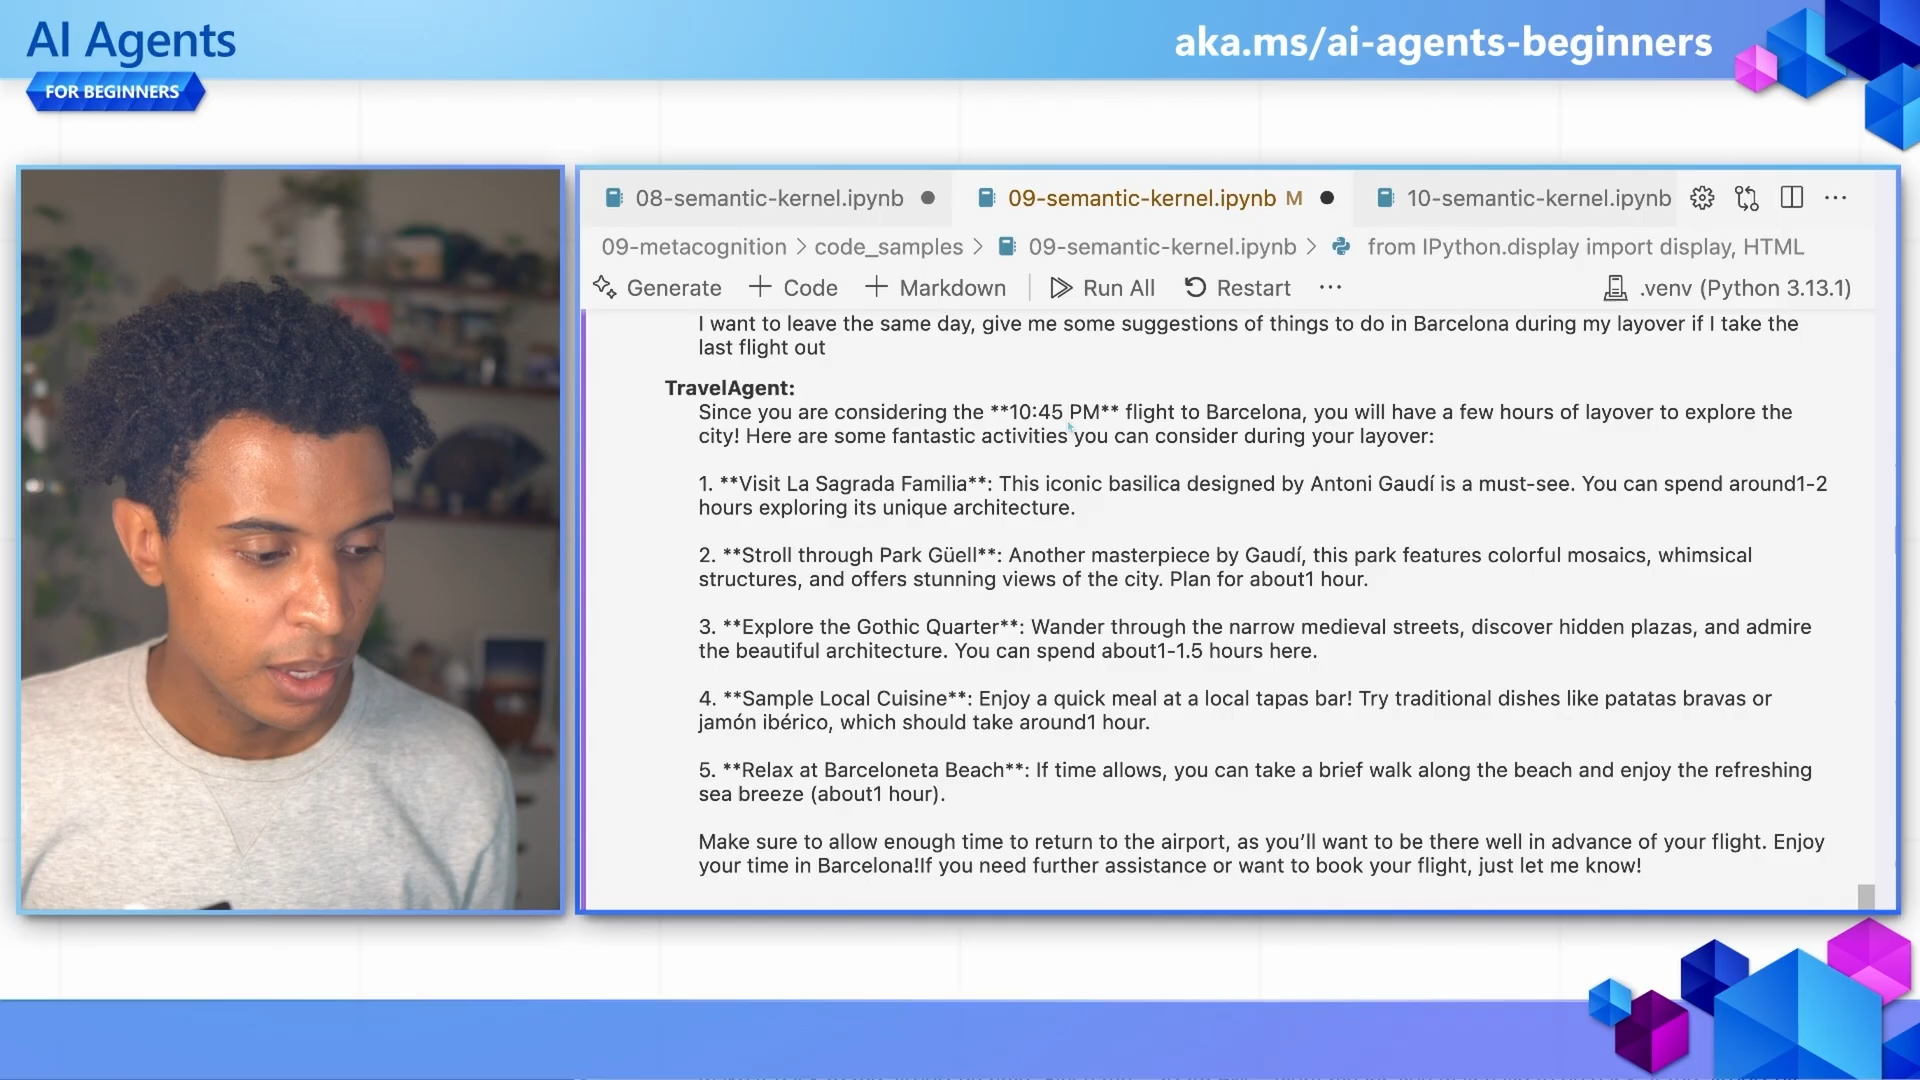 AI Agents
FOR BEGINNERS
aka.ms/ai-agents-beginners
08-semantic-kernel.ipynb
09-semantic-kernel.ipynb M
10-semantic-kernel.ipynb
09-metacognition > code_samples > 09-semantic-kernel.ipynb > from IPython.display import display, HTML
Generate + Code + Markdown Run All Restart ... .venv (Python 3.13.1)
I want to leave the same day, give me some suggestions of things to do in Barcelona during my layover if I take the
last flight out
TravelAgent:
Since you are considering the **10:45 PM** flight to Barcelona, you will have a few hours of layover to explore the
city! Here are some fantastic activities you can consider during your layover:
1. **Visit La Sagrada Familia**: This iconic basilica designed by Antoni Gaudí is a must-see. You can spend around1-2
hours exploring its unique architecture.
2. **Stroll through Park Güell**: Another masterpiece by Gaudí, this park features colorful mosaics, whimsical
structures, and offers stunning views of the city. Plan for about1 hour.
3. **Explore the Gothic Quarter**: Wander through the narrow medieval streets, discover hidden plazas, and admire
the beautiful architecture. You can spend about1-1.5 hours here.
4. **Sample Local Cuisine**: Enjoy a quick meal at a local tapas bar! Try traditional dishes like patatas bravas or
jamón ibérico, which should take around1 hour.
5. **Relax at Barceloneta Beach**: If time allows, you can take a brief walk along the beach and enjoy the refreshing
sea breeze (about1 hour).
Make sure to allow enough time to return to the airport, as you'll want to be there well in advance of your flight. Enjoy
your time in Barcelona!If you need further assistance or want to book your flight, just let me know!